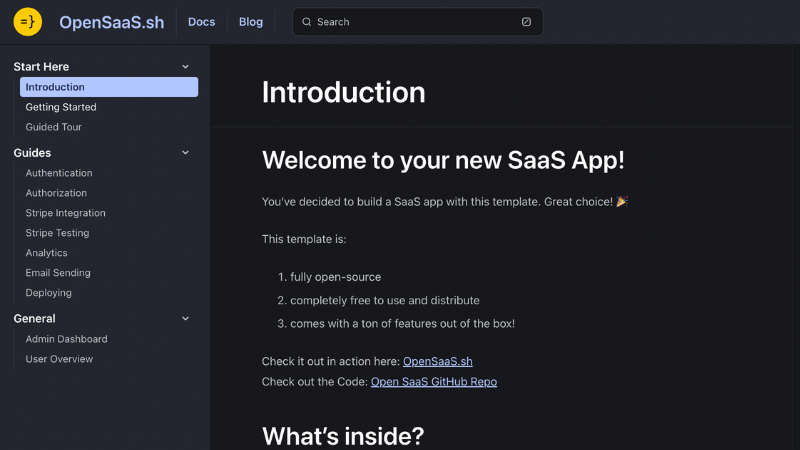 =}
OpenSaaS.sh
Docs
Blog
Search
Start Here
Introduction
Getting Started
Guided Tour
Guides
Authentication
Authorization
Stripe Integration
Stripe Testing
Analytics
Email Sending
Deploying
General
Admin Dashboard
User Overview
Introduction
Welcome to your new SaaS App!
You've decided to build a SaaS app with this template. Great choice! 🎉
This template is:
1. fully open-source
2. completely free to use and distribute
3. comes with a ton of features out of the box!
Check it out in action here: OpenSaaS.sh
Check out the Code: Open SaaS GitHub Repo
What's inside?